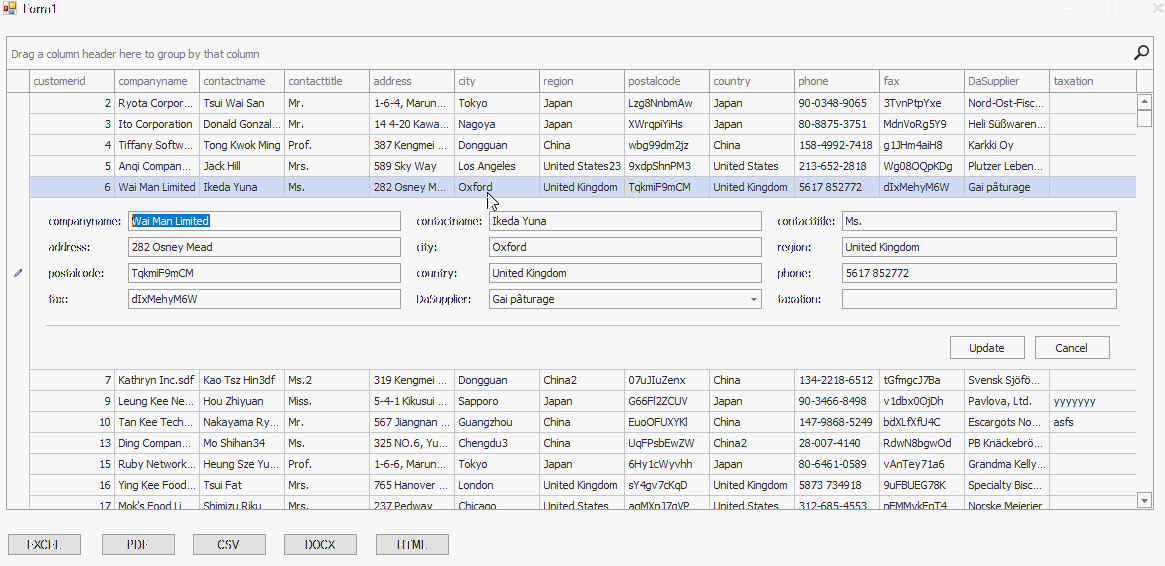 Form1
Drag a column header here to group by that column
customerid companyname contactname contacttitle address city region postalcode country phone fax DaSupplier taxation
2 Ryota Corpor... Tsui Wai San Mr. 1-6-4, Marun... Tokyo Japan Lzg8NnbmAw Japan 90-0348-9065 3TvnPtpYxe Nord-Ost-Fisc...
3 Ito Corporation Donald Gonzal... Mr. 14 4-20 Kawa... Nagoya Japan XWrqpiYiHs Japan 80-8875-3751 MdnVoRg5Y9 Heli Süßwaren...
4 Tiffany Softw... Tong Kwok Ming Prof. 387 Kengmei ... Dongguan China wbg99dm2jz China 158-4992-7418 g1JHm4aiH8 Karkki Oy
5 Anqi Compan... Jack Hill Mrs. 589 Sky Way Los Angeles United States23 9xdpShnPM3 United States 213-652-2818 Wg08OQpKDg Plutzer Leben...
6 Wai Man Limited Ikeda Yuna Ms. 282 Osney M... Oxford United Kingdom TqkmiF9mCM United Kingdom 5617 852772 dIxMehyM6W Gai pâturage
companyname: Wai Man Limited contactname: Ikeda Yuna contacttitle: Ms.
address: 282 Osney Mead city: Oxford region: United Kingdom
postalcode: TqkmiF9mCM country: United Kingdom phone: 5617 852772
fax: dIxMehyM6W DaSupplier: Gai pâturage taxation:
Update Cancel
7 Kathryn Inc.sdf Kao Tsz Hin3df Ms.2 319 Kengmei ... Dongguan China2 07uJIuZenx China 134-2218-6512 tGfmgcJ7Ba Svensk Sjöfö...
9 Leung Kee Ne... Hou Zhiyuan Miss. 5-4-1 Kikusui ... Sapporo Japan G66Fl2ZCUV Japan 90-3466-8498 v1dbx0OjDh Pavlova, Ltd. yyyyyyy
10 Tan Kee Tech... Nakayama Ry... Mr. 567 Jiangnan ... Guangzhou China EuoOFUXYKl China 147-9868-5249 bdXLfXfU4C Escargots No... asfs
13 Ding Compan... Mo Shihan34 Ms. 325 NO.6, Yu... Chengdu3 China UqFPsbEwZW China2 28-007-4140 RdwN8bgwOd PB Knäckebrö...
15 Ruby Network... Heung Sze Yu... Prof. 1-6-6, Marun... Tokyo Japan 6Hy1cWyvhh Japan 80-6461-0589 vAnTey71a6 Grandma Kelly...
16 Ying Kee Food... Tsui Fat Mrs. 765 Hanover ... London United Kingdom sY4gv7cKqD United Kingdom 5873 734918 9uFBUEG78K Specialty Bisc...
17 Mok's Food Li... Shimizu Riku Mrs. 237 Pedway ... Chicago United States agMXpJ7gVP United States 312-685-4553 pEMMvkEnT4 Norske Meierier
EXCEL PDF CSV DOCX HTML